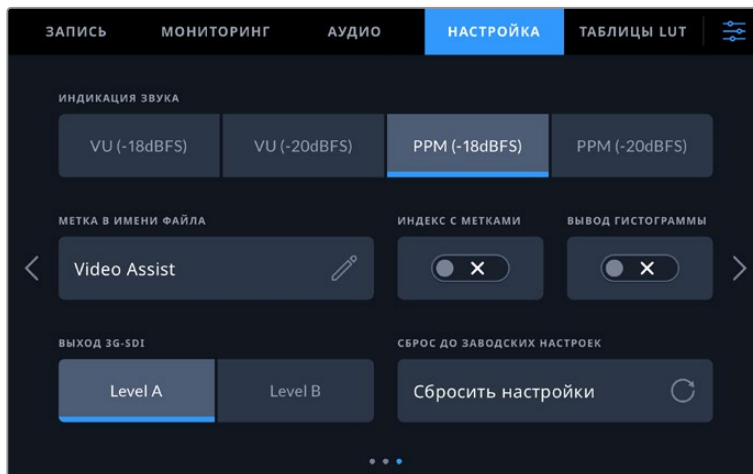 ЗАПИСЬ МОНИТОРИНГ АУДИО НАСТРОЙКА ТАБЛИЦЫ LUT
ИНДИКАЦИЯ ЗВУКА
VU (-18dBFS) VU (-20dBFS) PPM (-18dBFS) PPM (-20dBFS)
МЕТКА В ИМЕНИ ФАЙЛА ИНДЕКС С МЕТКАМИ ВЫВОД ГИСТОГРАММЫ
Video Assist
ВЫХОД 3G-SDI СБРОС ДО ЗАВОДСКИХ НАСТРОЕК
Level A Level B Сбросить настройки